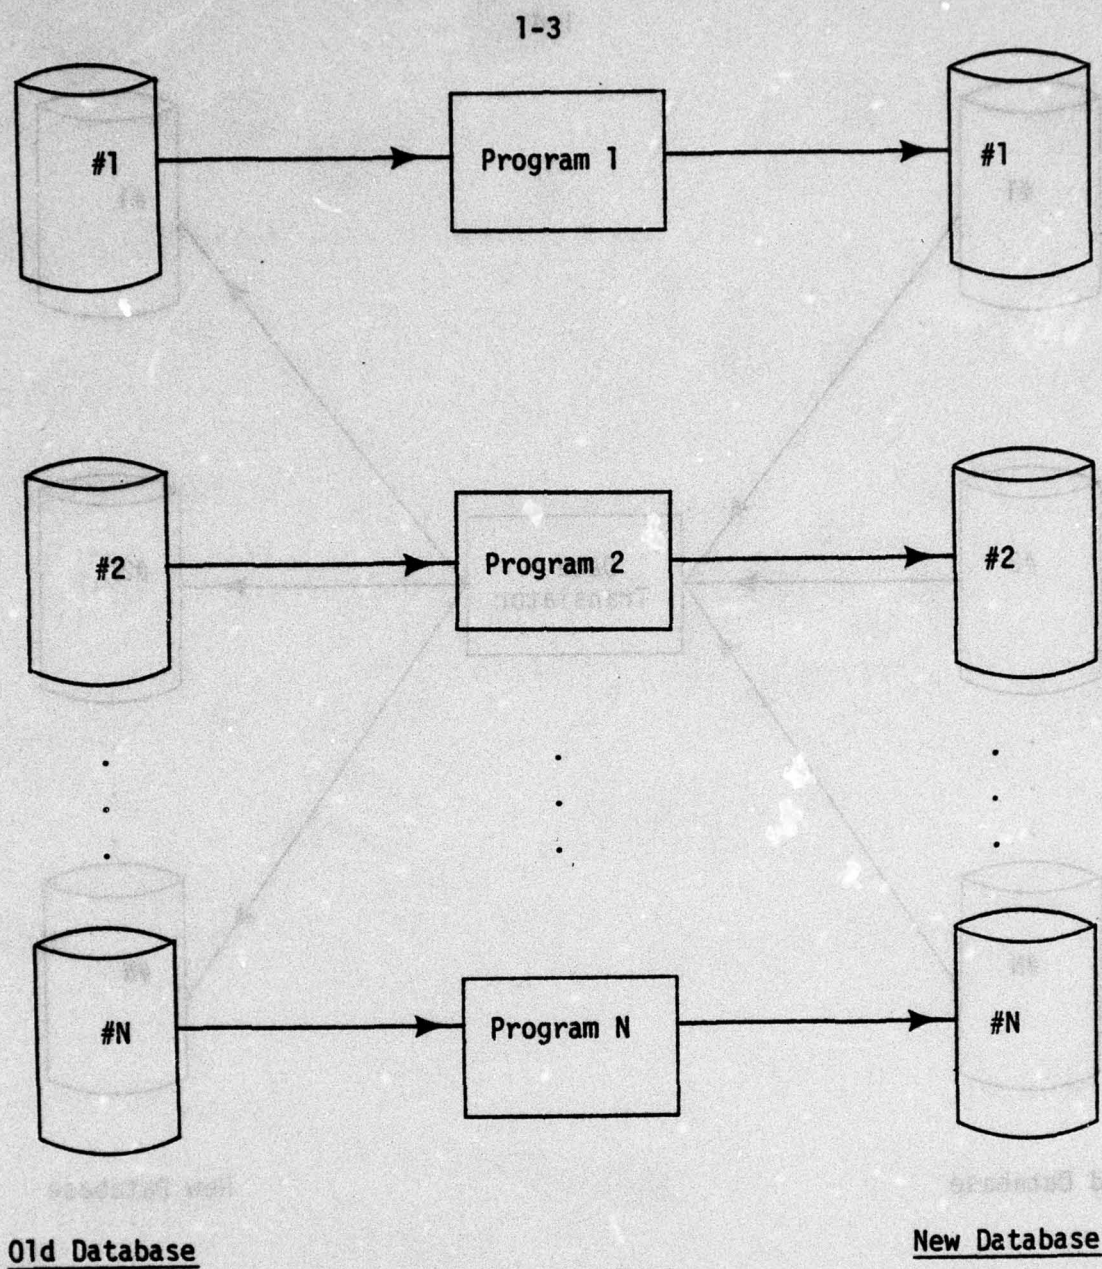 1-3
#1 Program 1 #1
#2 Program 2 #2
#N Program N #N
Old Database New Database